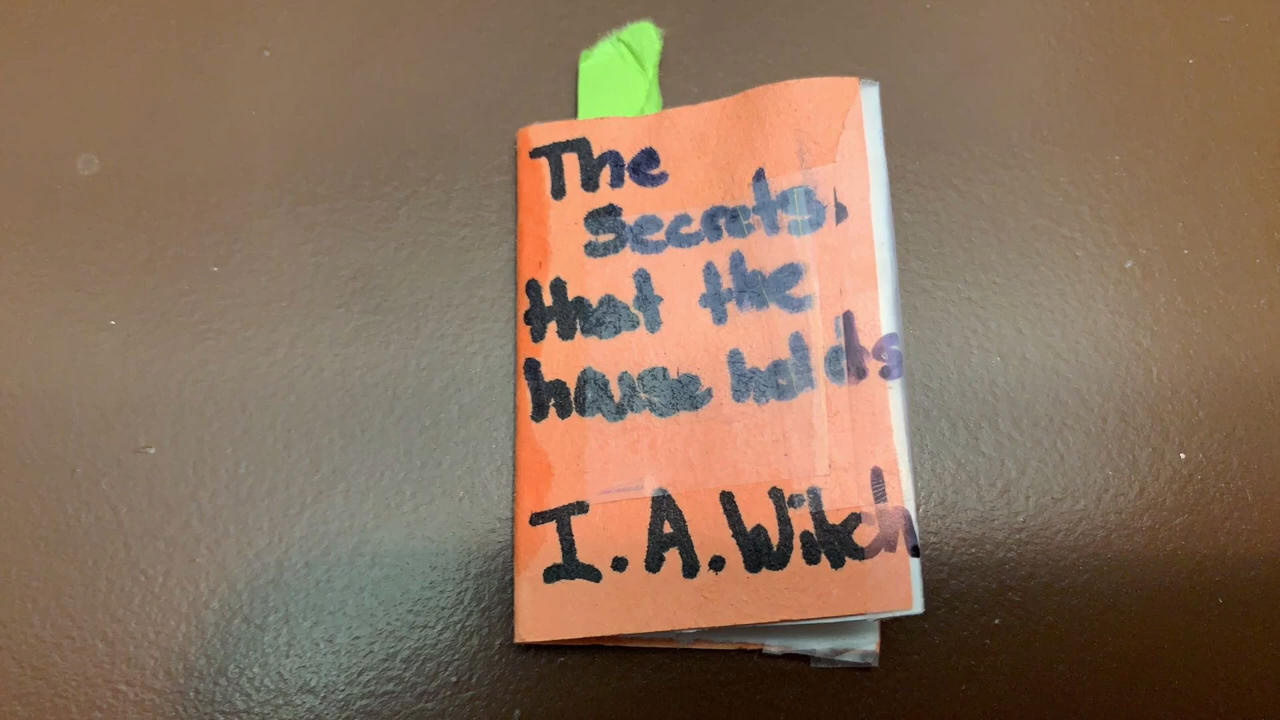 The
Secrets,
that the
house holds
I.A.Witch